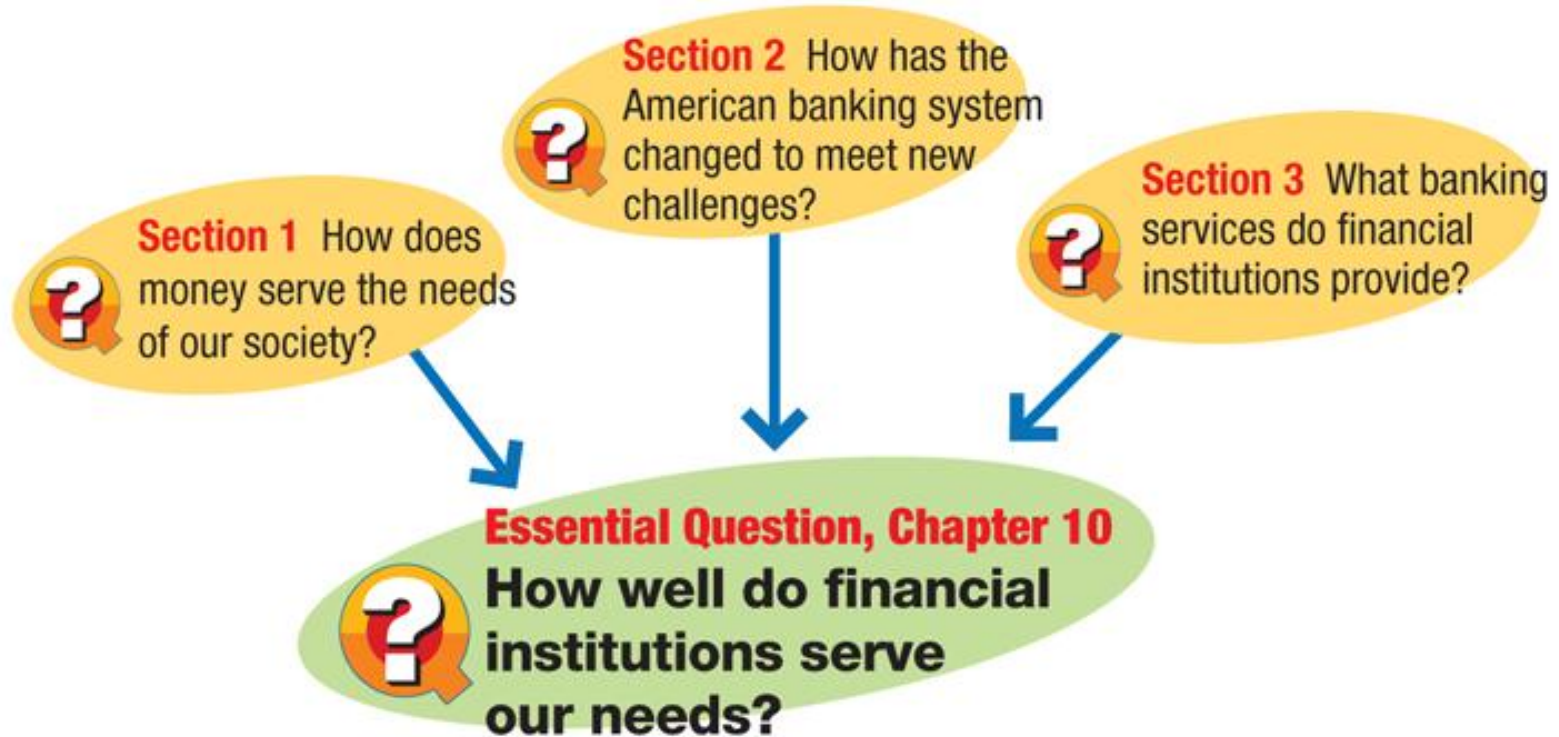 Section 1 How does
money serve the needs
of our society?
Section 2 How has the
American banking system
changed to meet new
challenges?
Section 3 What banking
services do financial
institutions provide?
Essential Question, Chapter 10
How well do financial
institutions serve
our needs?